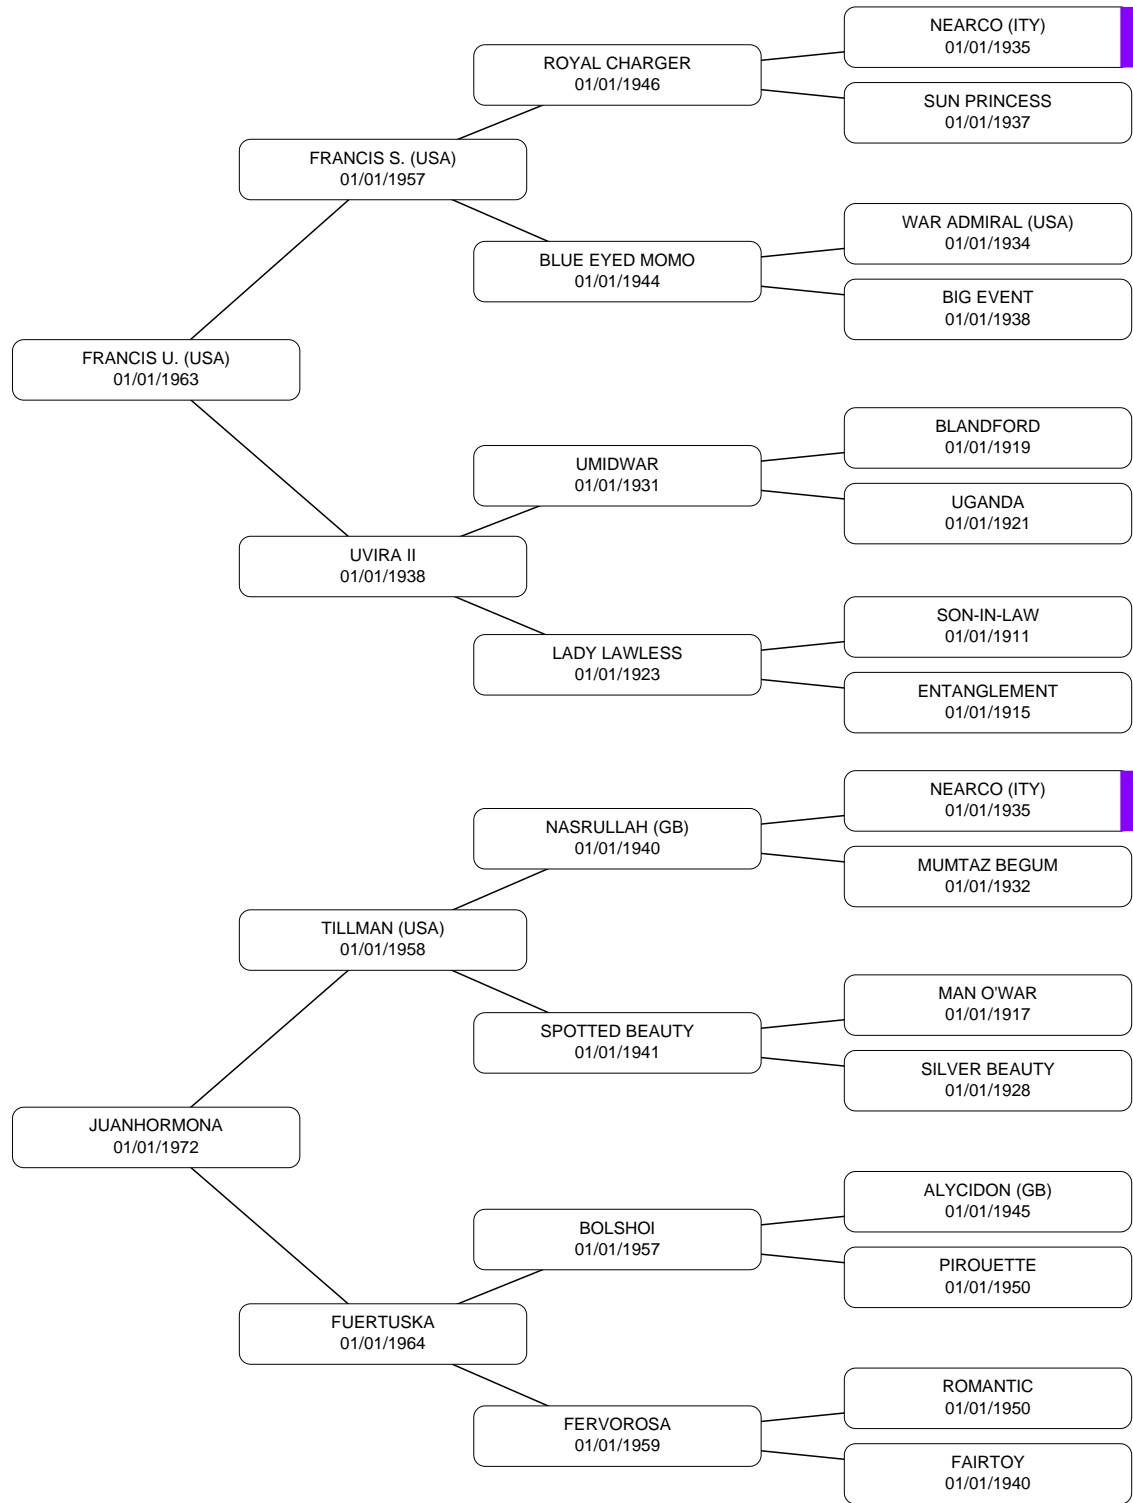 NEARCO (ITY)
01/01/1935
ROYAL CHARGER
01/01/1946
SUN PRINCESS
01/01/1937
FRANCIS S. (USA)
01/01/1957
WAR ADMIRAL (USA)
01/01/1934
BLUE EYED MOMO
01/01/1944
BIG EVENT
01/01/1938
FRANCIS U. (USA)
01/01/1963
BLANDFORD
01/01/1919
UMIDWAR
01/01/1931
UGANDA
01/01/1921
UVIRA II
01/01/1938
SON-IN-LAW
01/01/1911
LADY LAWLESS
01/01/1923
ENTANGLEMENT
01/01/1915
NEARCO (ITY)
01/01/1935
NASRULLAH (GB)
01/01/1940
MUMTAZ BEGUM
01/01/1932
TILLMAN (USA)
01/01/1958
MAN O'WAR
01/01/1917
SPOTTED BEAUTY
01/01/1941
SILVER BEAUTY
01/01/1928
JUANHORMONA
01/01/1972
ALYCIDON (GB)
01/01/1945
BOLSHOI
01/01/1957
PIROUETTE
01/01/1950
FUERTUSKA
01/01/1964
ROMANTIC
01/01/1950
FERVOROSA
01/01/1959
FAIRTOY
01/01/1940